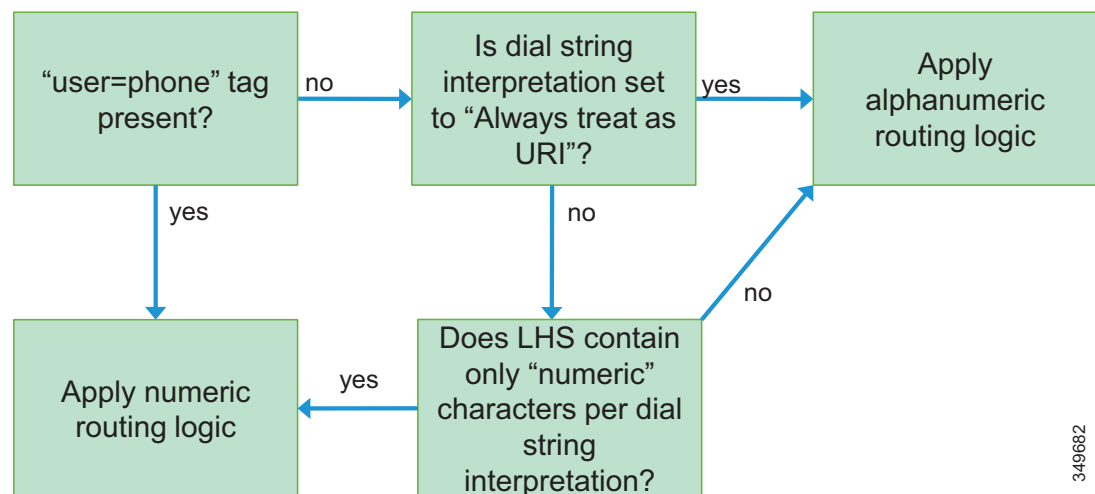 “user=phone” tag
present?
no
Is dial string
interpretation set
to “Always treat as
URI”?
yes
Apply
alphanumeric
routing logic
yes
no
no
Apply numeric
routing logic
yes
Does LHS contain
only “numeric”
characters per dial
string
interpretation?
349682